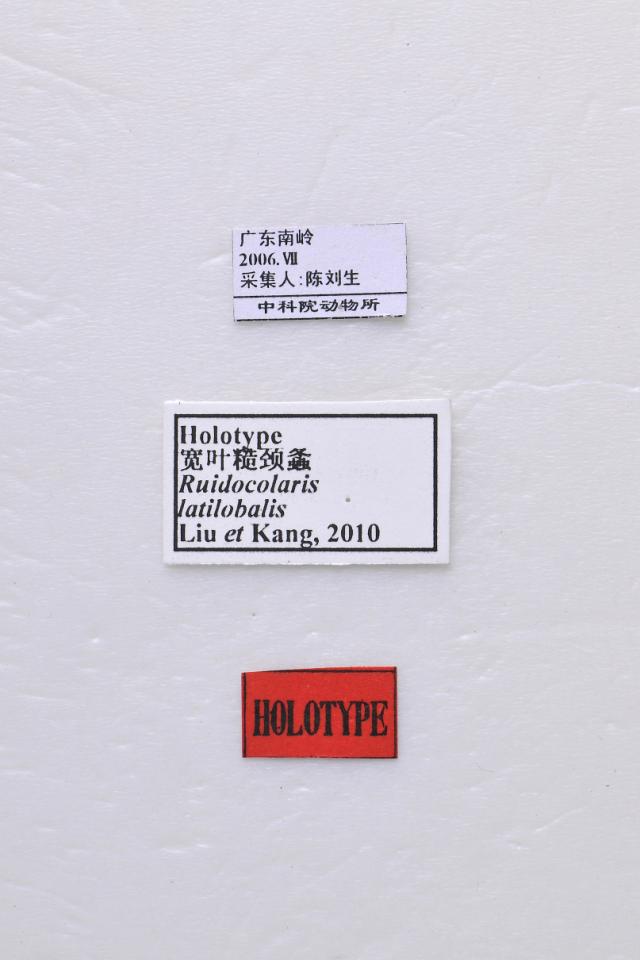 广东南岭
2006.Ⅶ
采集人:陈刘生
中科院动物所
Holotype
宽叶糙颈螽
Ruidocolaris
latilobalis
Liu et Kang, 2010
HOLOTYPE